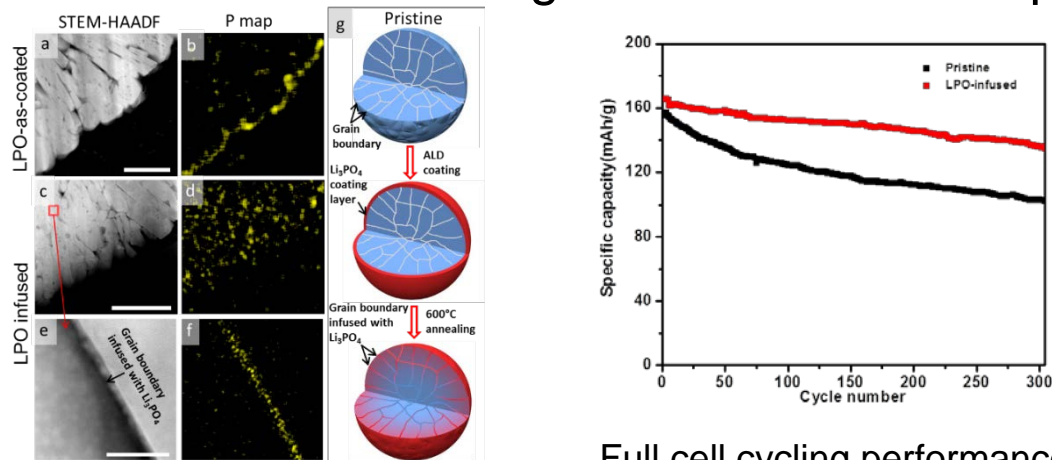 STEM-HAADF
P map
LPO-as-coated
LPO infused
a
b
c
d
e
f
Grain boundary
infused with Li₃PO₄
g
Pristine
Grain
boundary
ALD
coating
Li₃PO₄
coating
layer
Grain boundary
infused with
Li₃PO₄
600°C
annealing
200
160
120
80
40
0
Specific capacity(mAh/g)
Pristine
LPO-infused
0 50 100 150 200 250 300
Cycle number
Full cell cycling performance